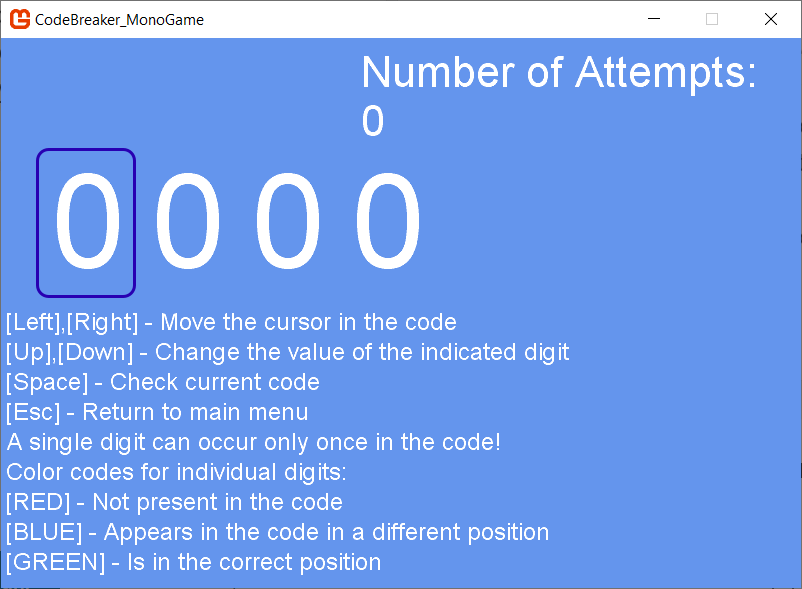 CodeBreaker_MonoGame
Number of Attempts:
0
0 0 0 0
[Left],[Right] - Move the cursor in the code
[Up],[Down] - Change the value of the indicated digit
[Space] - Check current code
[Esc] - Return to main menu
A single digit can occur only once in the code!
Color codes for individual digits:
[RED] - Not present in the code
[BLUE] - Appears in the code in a different position
[GREEN] - Is in the correct position